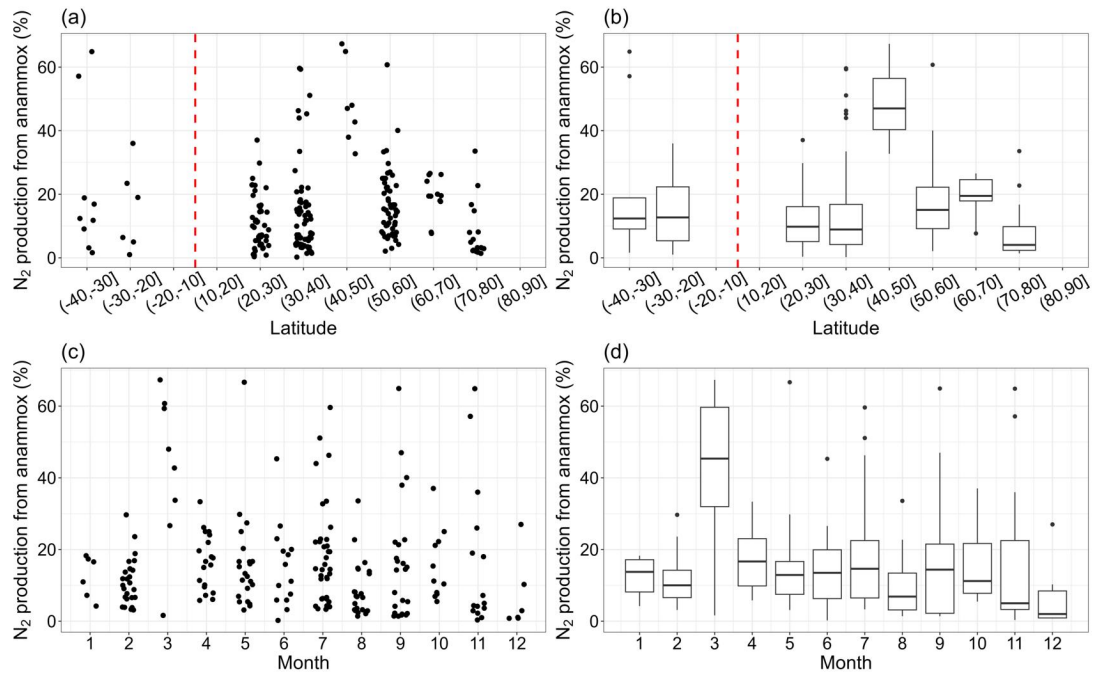 (a)
N₂ production from anammox (%)
60
40
20
0
(-40,-30]
(-30,-20]
(-20,-10]
(10,20]
(20,30]
(30,40]
(40,50]
(50,60]
(60,70]
(70,80]
(80,90]
Latitude
(b)
N₂ production from anammox (%)
60
40
20
0
(-40,-30]
(-30,-20]
(-20,-10]
(10,20]
(20,30]
(30,40]
(40,50]
(50,60]
(60,70]
(70,80]
(80,90]
Latitude
(c)
N₂ production from anammox (%)
60
40
20
0
1 2 3 4 5 6 7 8 9 10 11 12
Month
(d)
N₂ production from anammox (%)
60
40
20
0
1 2 3 4 5 6 7 8 9 10 11 12
Month